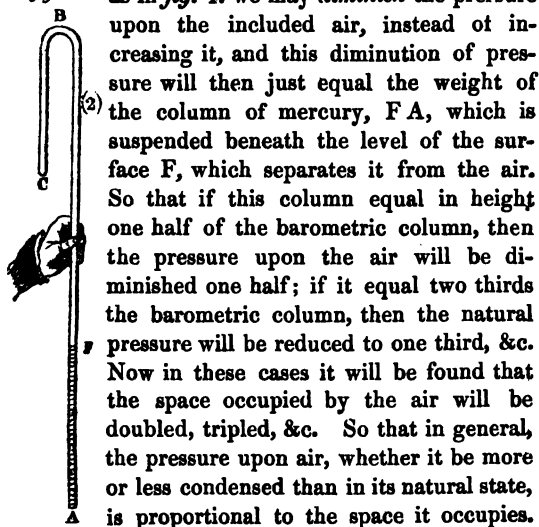 B
upon the included air, instead of in-
creasing it, and this diminution of pres-
sure will then just equal the weight of
(2) the column of mercury, F A, which is
suspended beneath the level of the sur-
face F, which separates it from the air.
C
So that if this column equal in height
one half of the barometric column, then
the pressure upon the air will be di-
minished one half; if it equal two thirds
the barometric column, then the natural
F pressure will be reduced to one third, &c.
Now in these cases it will be found that
the space occupied by the air will be
doubled, tripled, &c. So that in general,
the pressure upon air, whether it be more
or less condensed than in its natural state,
A is proportional to the space it occupies.